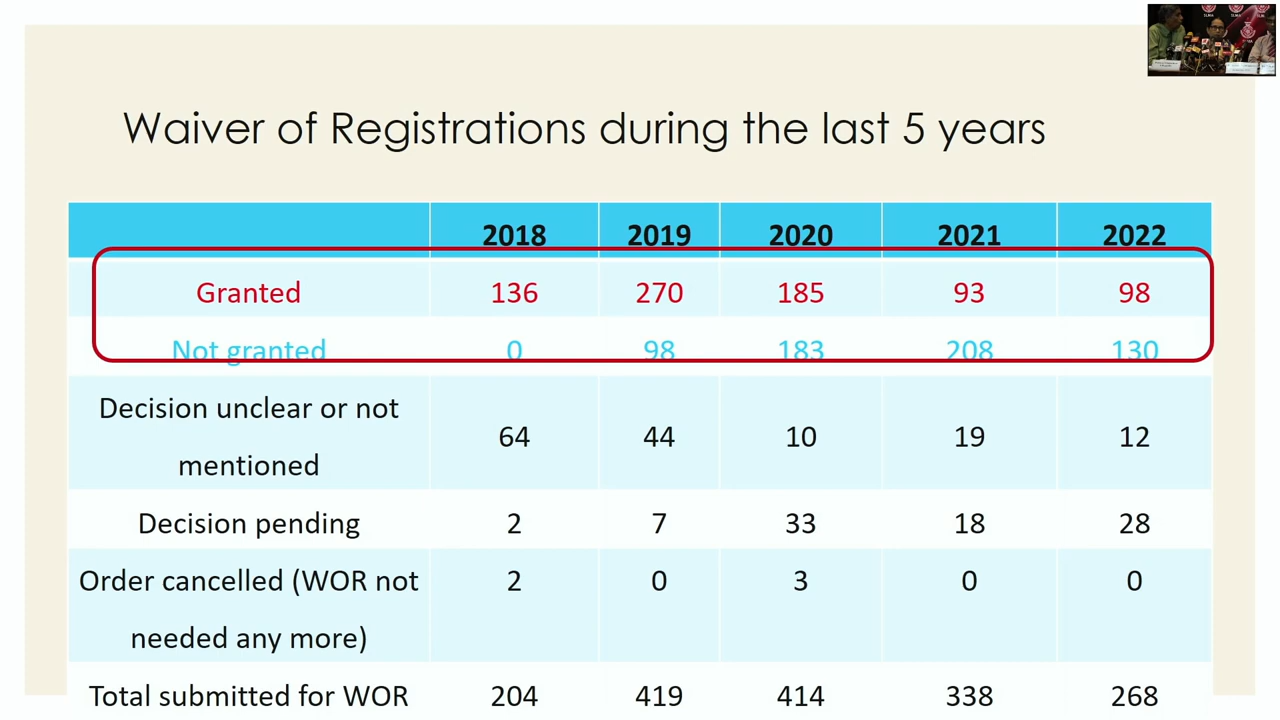 Waiver of Registrations during the last 5 years
2018 2019 2020 2021 2022
Granted 136 270 185 93 98
Not granted 0 98 183 208 130
Decision unclear or not
mentioned 64 44 10 19 12
Decision pending 2 7 33 18 28
Order cancelled (WOR not 2 0 3 0 0
needed any more)
Total submitted for WOR 204 419 414 338 268